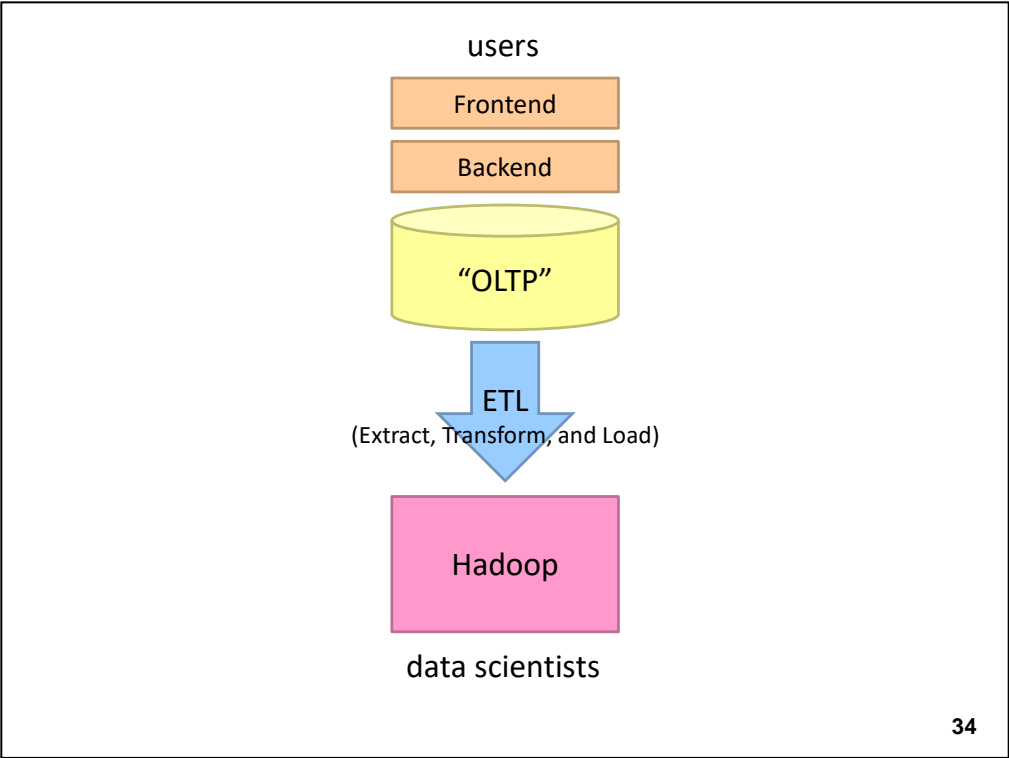 users
Frontend
Backend
“OLTP”
ETL
(Extract, Transform, and Load)
Hadoop
data scientists
34